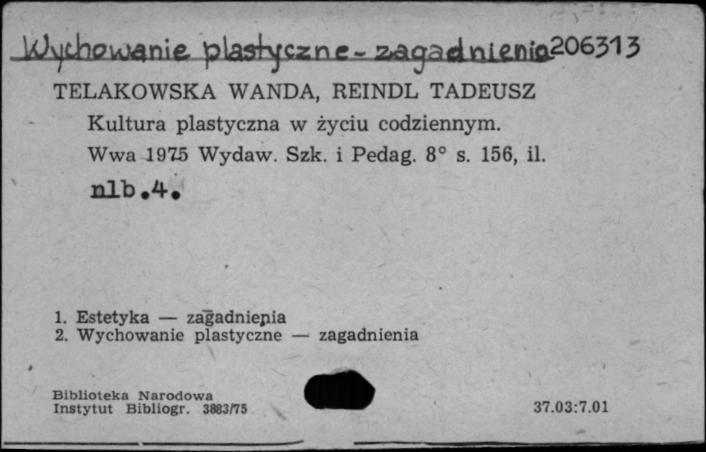 Wychowanie plastyczne - zagadnienia 206313
TELAKOWSKA WANDA, REINDL TADEUSZ
Kultura plastyczna w życiu codziennym.
Wwa 1975 Wydaw. Szk. i Pedag. 8° s. 156, il.
nlb.4.
1. Estetyka — zagadnienia
2. Wychowanie plastyczne — zagadnienia
Biblioteka Narodowa
Instytut Bibliogr. 3883/75
37.03:7.01